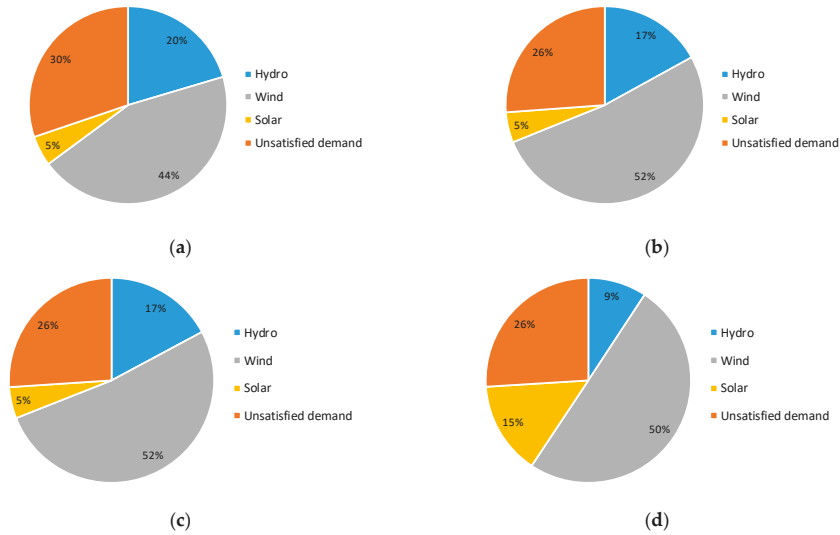 20%
30%
5%
44%
Hydro
Wind
Solar
Unsatisfied demand
(a)
17%
26%
5%
52%
Hydro
Wind
Solar
Unsatisfied demand
(b)
17%
26%
5%
52%
Hydro
Wind
Solar
Unsatisfied demand
(c)
9%
26%
15%
50%
Hydro
Wind
Solar
Unsatisfied demand
(d)